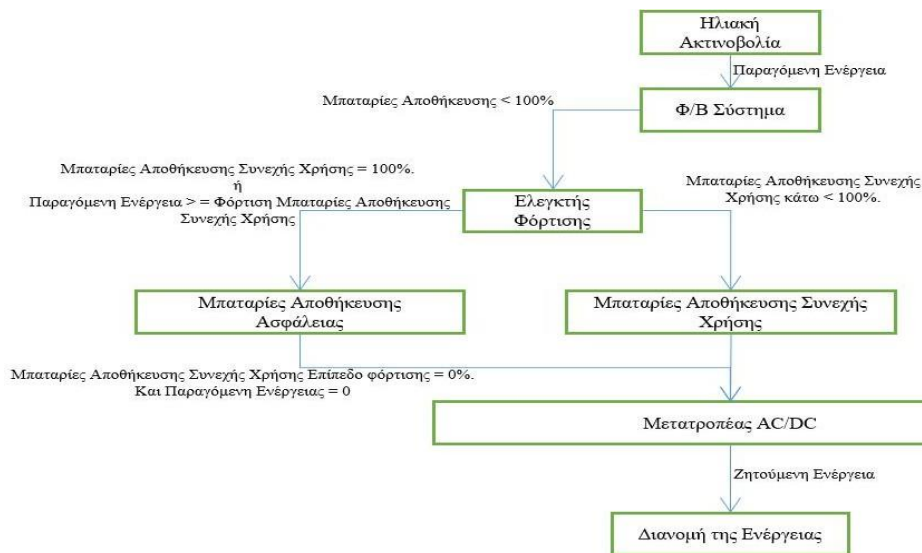 Ηλιακή
Ακτινοβολία
Παραγόμενη Ενέργεια
Μπαταρίες Αποθήκευσης < 100%
Φ/Β Σύστημα
Μπαταρίες Αποθήκευσης Συνεχής Χρήσης = 100%.
ή
Παραγόμενη Ενέργεια > = Φόρτιση Μπαταρίες Αποθήκευσης
Συνεχής Χρήσης
Μπαταρίες Αποθήκευσης Συνεχής
Χρήσης κάτω < 100%.
Ελεγκτής
Φόρτισης
Μπαταρίες Αποθήκευσης
Ασφάλειας
Μπαταρίες Αποθήκευσης Συνεχής
Χρήσης
Μπαταρίες Αποθήκευσης Συνεχής Χρήσης Επίπεδο φόρτισης = 0%.
Και Παραγόμενη Ενέργειας = 0
Μετατροπέας AC/DC
Ζητούμενη Ενέργεια
Διανομή της Ενέργειας